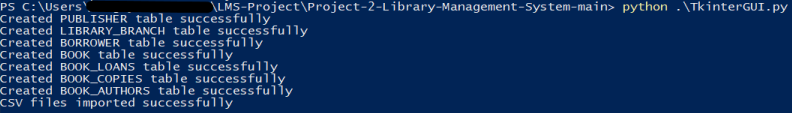 PS C:\Users\ \LMS-Project\Project-2-Library-Management-System-main> python .\TkinterGUI.py
Created PUBLISHER table successfully
Created LIBRARY_BRANCH table successfully
Created BORROWER table successfully
Created BOOK table successfully
Created BOOK_LOANS table successfully
Created BOOK_COPIES table successfully
Created BOOK_AUTHORS table successfully
CSV files imported successfully